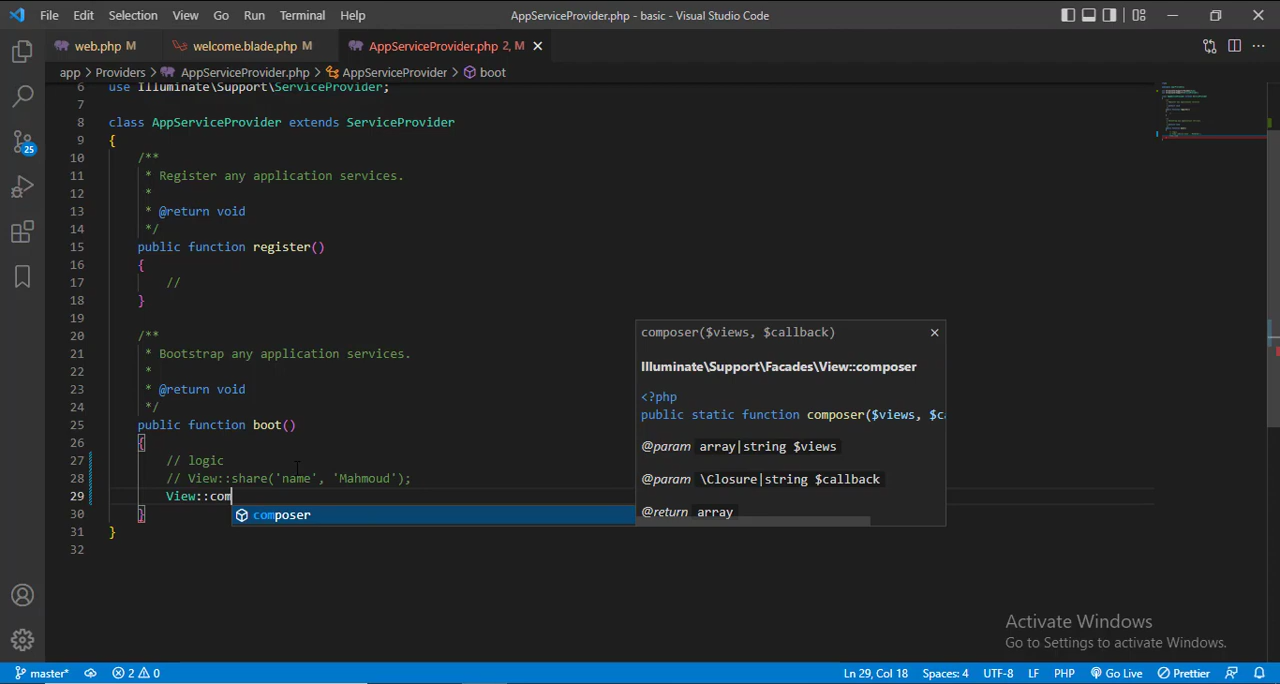 File Edit Selection View Go Run Terminal Help
AppServiceProvider.php - basic - Visual Studio Code
web.php M
welcome.blade.php M
AppServiceProvider.php 2, M
app > Providers > AppServiceProvider.php > AppServiceProvider > boot
6 use Illuminate\Support\ServiceProvider;
7
8 class AppServiceProvider extends ServiceProvider
9 {
10 /**
11 * Register any application services.
12 *
13 * @return void
14 */
15 public function register()
16 {
17 //
18 }
19
20 /**
21 * Bootstrap any application services.
22 *
23 * @return void
24 */
25 public function boot()
26 {
27 // logic
28 // View::share('name', 'Mahmoud');
29 View::com
30 }
31 }
32
composer
composer($views, $callback)
Illuminate\Support\Facades\View::composer
<?php
public static function composer($views, $c
@param array|string $views
@param \Closure|string $callback
@return array
25
Activate Windows
Go to Settings to activate Windows.
master* 2 0
Ln 29, Col 18 Spaces: 4 UTF-8 LF PHP Go Live Prettier